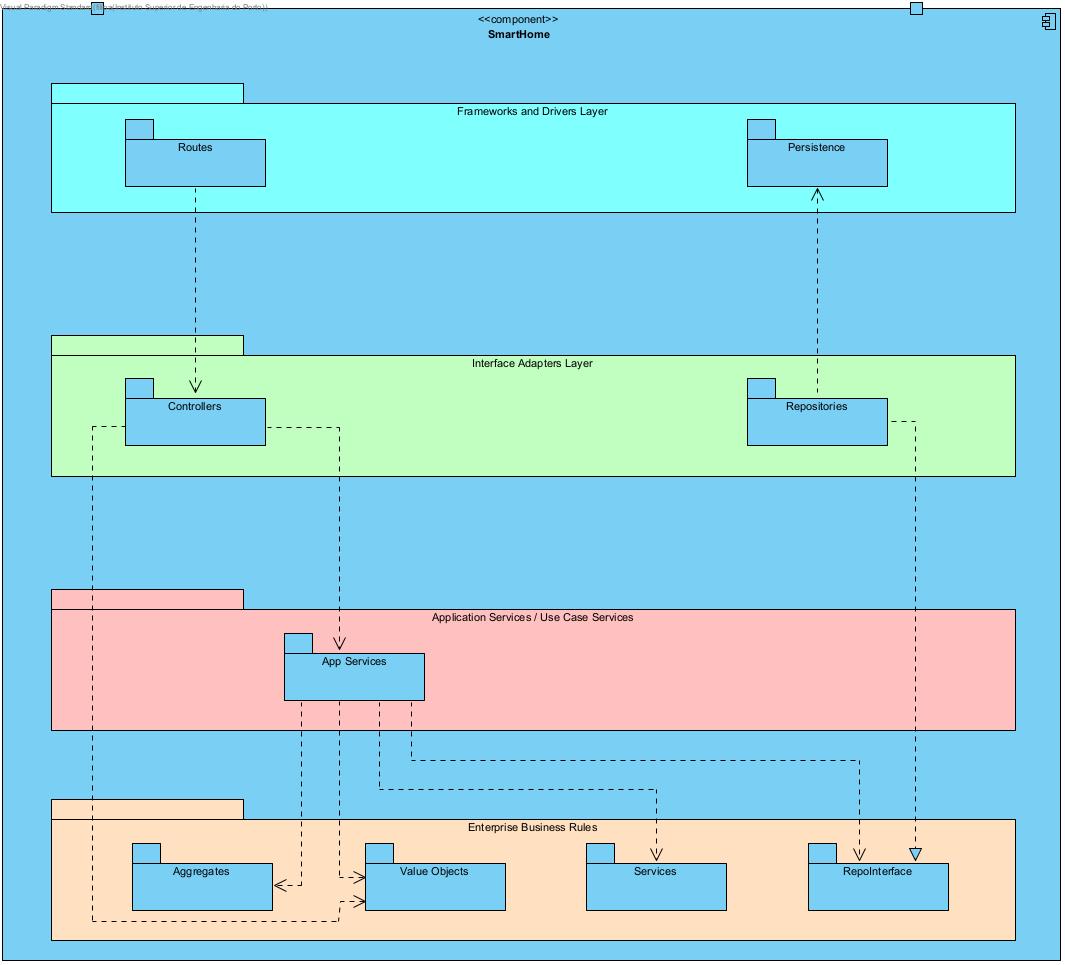 Visual Paradigm Standard (Instituto Superior de Engenharia do Porto))
<<component>>
SmartHome
Frameworks and Drivers Layer
Routes
Persistence
Interface Adapters Layer
Controllers
Repositories
Application Services / Use Case Services
App Services
Enterprise Business Rules
Aggregates
Value Objects
Services
RepoInterface